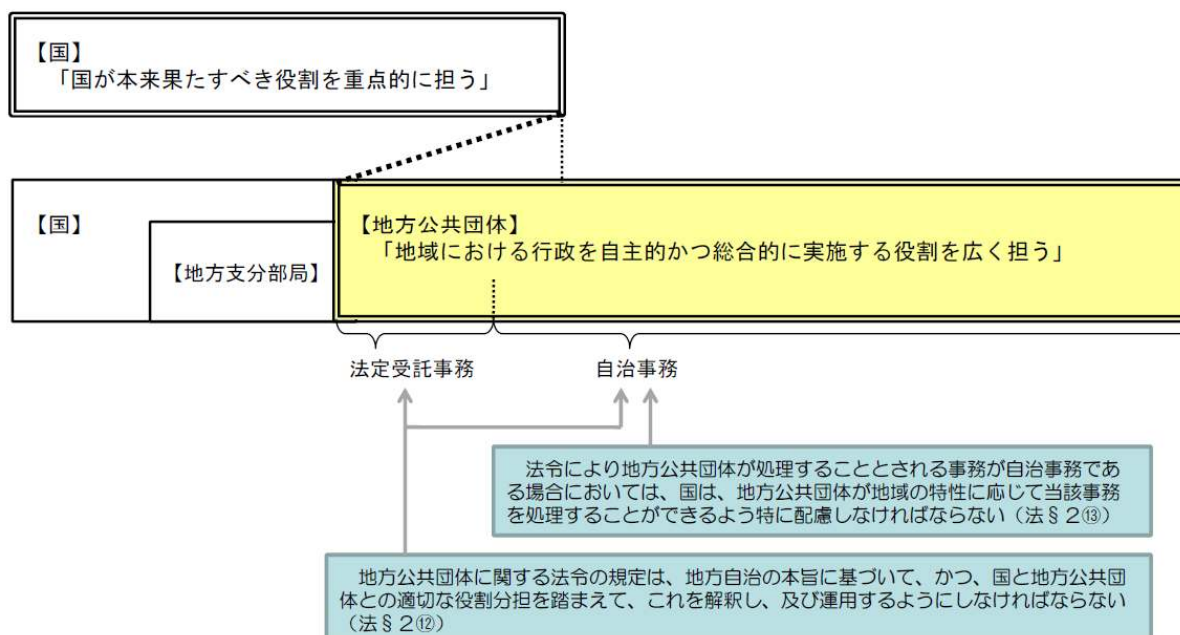 【国】
「国が本来果たすべき役割を重点的に担う」
【国】
【地方支分部局】
【地方公共団体】
「地域における行政を自主的かつ総合的に実施する役割を広く担う」
法定受託事務
自治事務
法令により地方公共団体が処理することとされる事務が自治事務であ
る場合においては、国は、地方公共団体が地域の特性に応じて当該事務
を処理することができるよう特に配慮しなければならない（法§２⑬）
地方公共団体に関する法令の規定は、地方自治の本旨に基づいて、かつ、国と地方公共団
体との適切な役割分担を踏まえて、これを解釈し、及び運用するようにしなければならない
（法§２⑫）